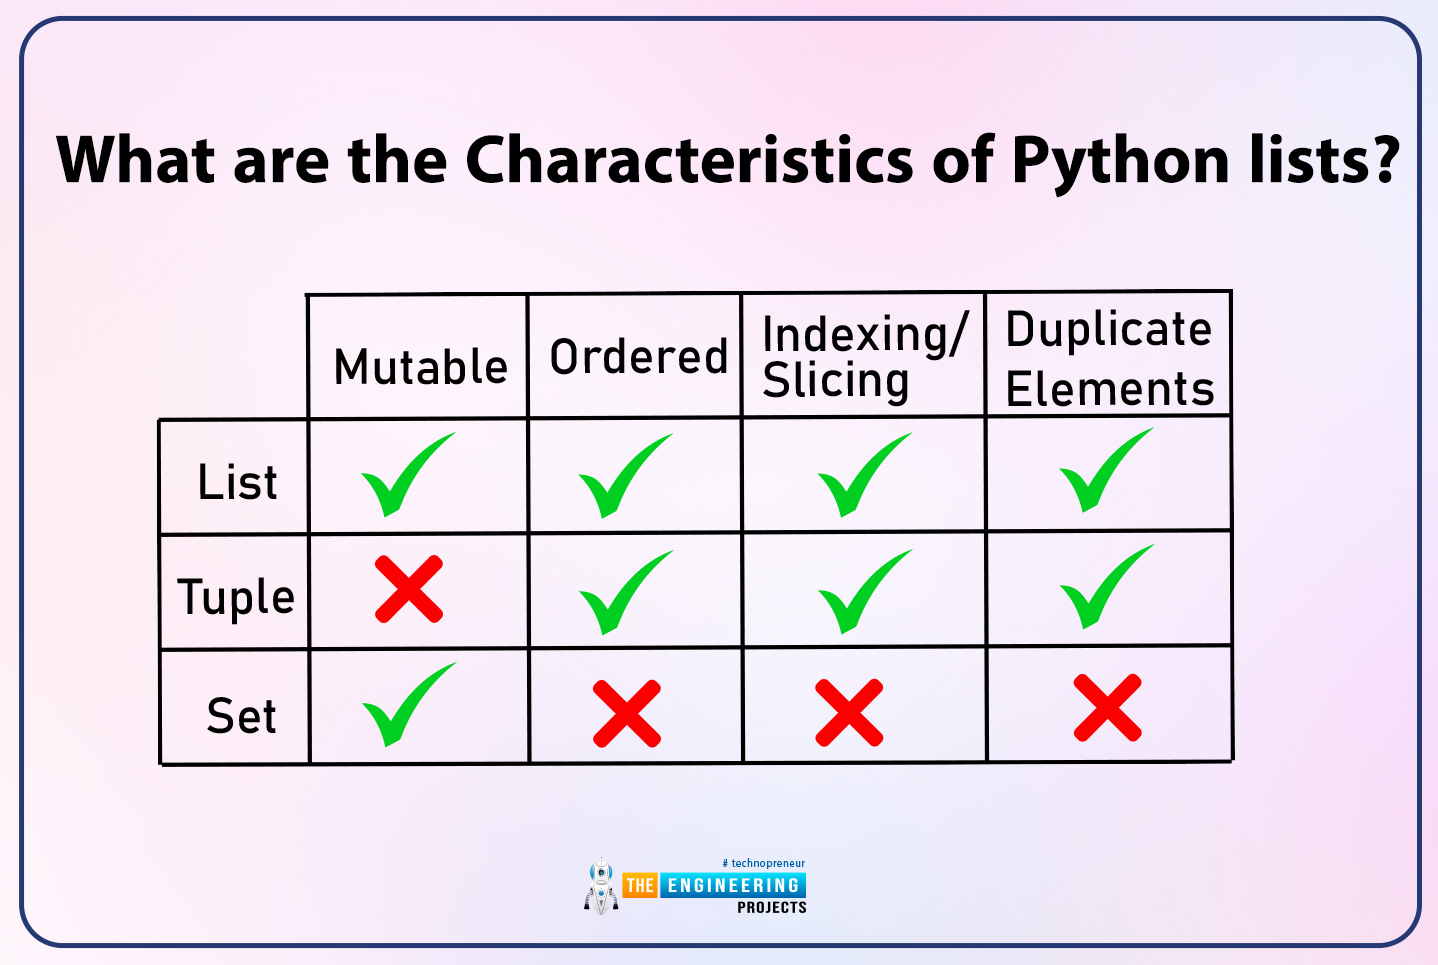 What are the Characteristics of Python lists?
Mutable
Ordered
Indexing/
Slicing
Duplicate
Elements
List
Tuple
Set
# technopreneur
THE ENGINEERING
PROJECTS